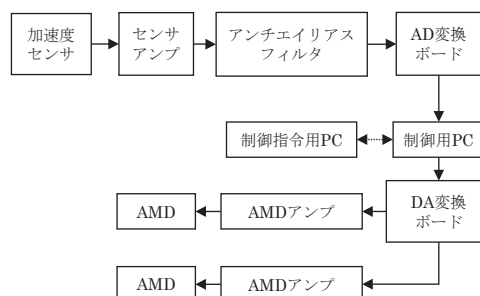 加速度
センサ
センサ
アンプ
アンチエイリアス
フィルタ
AD変換
ボード
制御指令用PC
制御用PC
DA変換
ボード
AMD
AMDアンプ
AMD
AMDアンプ